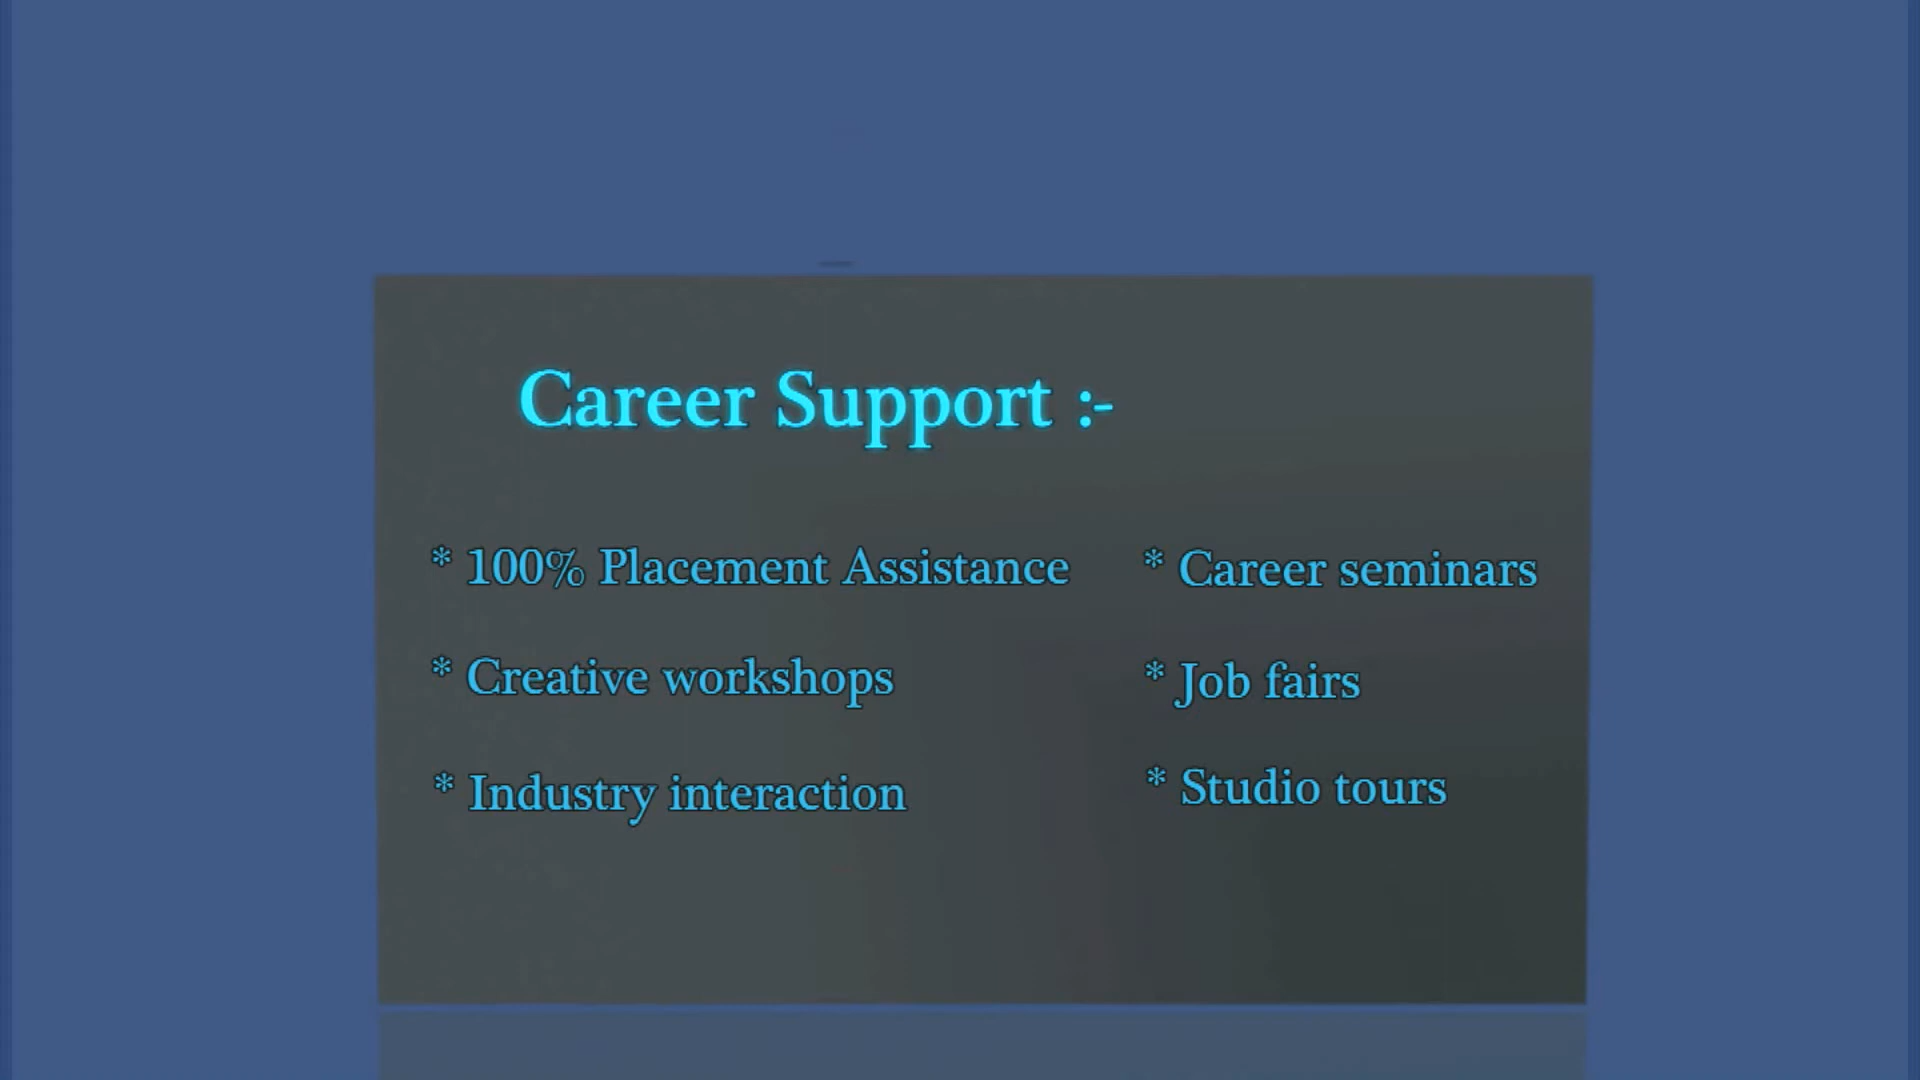 Career Support :-
* 100% Placement Assistance
* Creative workshops
* Industry interaction
* Career seminars
* Job fairs
* Studio tours